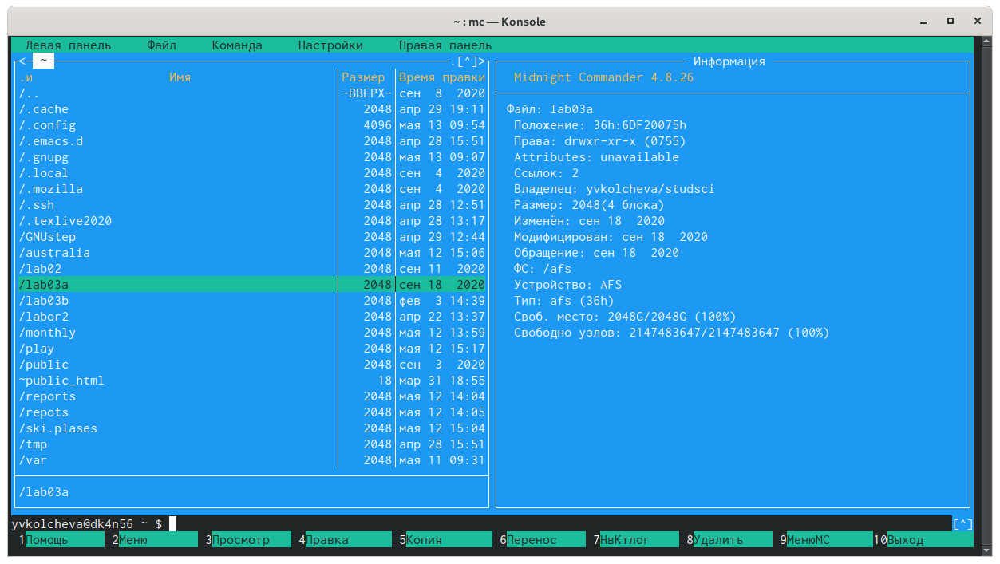 ~ : mc — Konsole
Левая панель Файл Команда Настройки Правая панель
<- ~ .[^]>
.и Имя Размер Время правки
/.. -ВВЕРХ- сен 8 2020
/.cache 2048 апр 29 19:11
/.config 4096 мая 13 09:54
/.emacs.d 2048 апр 28 15:51
/.gnupg 2048 мая 13 09:07
/.local 2048 сен 4 2020
/.mozilla 2048 сен 4 2020
/.ssh 2048 апр 28 12:51
/.texlive2020 2048 апр 28 13:17
/GNUstep 2048 апр 29 12:44
/australia 2048 мая 12 15:06
/lab02 2048 сен 11 2020
/lab03a 2048 сен 18 2020
/lab03b 2048 фев 3 14:39
/labor2 2048 апр 22 13:37
/monthly 2048 мая 12 13:59
/play 2048 мая 12 15:17
/public 2048 сен 3 2020
~public_html 18 мар 31 18:55
/reports 2048 мая 12 14:04
/repots 2048 мая 12 14:05
/ski.plases 2048 мая 12 15:04
/tmp 2048 апр 28 15:51
/var 2048 мая 11 09:31
/lab03a
Информация
Midnight Commander 4.8.26
Файл: lab03a
Положение: 36h:6DF20075h
Права: drwxr-xr-x (0755)
Attributes: unavailable
Ссылок: 2
Владелец: yvkolcheva/studsci
Размер: 2048(4 блока)
Изменён: сен 18 2020
Модифицирован: сен 18 2020
Обращение: сен 18 2020
ФС: /afs
Устройство: AFS
Тип: afs (36h)
Своб. место: 2048G/2048G (100%)
Свободно узлов: 2147483647/2147483647 (100%)
yvkolcheva@dk4n56 ~ $ [^]
1Помощь 2Меню 3Просмотр 4Правка 5Копия 6Перенос 7НвКтлог 8Удалить 9МенюMC 10Выход